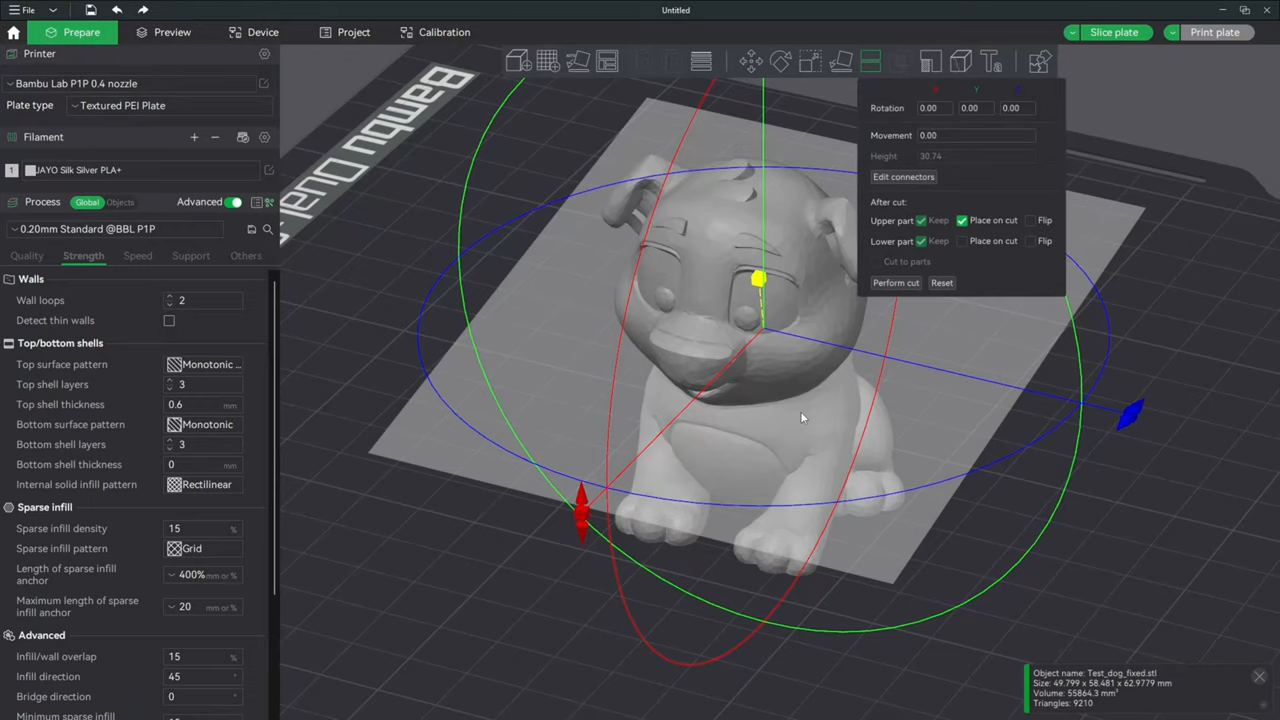 File
Untitled
Prepare
Preview
Device
Project
Calibration
Slice plate
Print plate
Printer
Bambu Lab P1P 0.4 nozzle
Plate type
Textured PEI Plate
Filament
1
JAYO Silk Silver PLA+
Process
Global
Objects
Advanced
0.20mm Standard @BBL P1P
Quality
Strength
Speed
Support
Others
Walls
Wall loops 2
Detect thin walls
Top/bottom shells
Top surface pattern Monotonic ...
Top shell layers 3
Top shell thickness 0.6 mm
Bottom surface pattern Monotonic
Bottom shell layers 3
Bottom shell thickness 0 mm
Internal solid infill pattern Rectilinear
Sparse infill
Sparse infill density 15 %
Sparse infill pattern Grid
Length of sparse infill
anchor 400% mm or %
Maximum length of sparse
infill anchor 20 mm or %
Advanced
Infill/wall overlap 15 %
Infill direction 45 °
Bridge direction 0 °
Minimum sparse infill
X Y Z
Rotation 0.00 0.00 0.00
Movement 0.00
Height 30.74
Edit connectors
After cut:
Upper part Keep Place on cut Flip
Lower part Keep Place on cut Flip
Cut to parts
Perform cut Reset
Object name: Test_dog_fixed.stl
Size: 49.799 x 58.481 x 62.9779 mm
Volume: 55864.3 mm³
Triangles: 9210